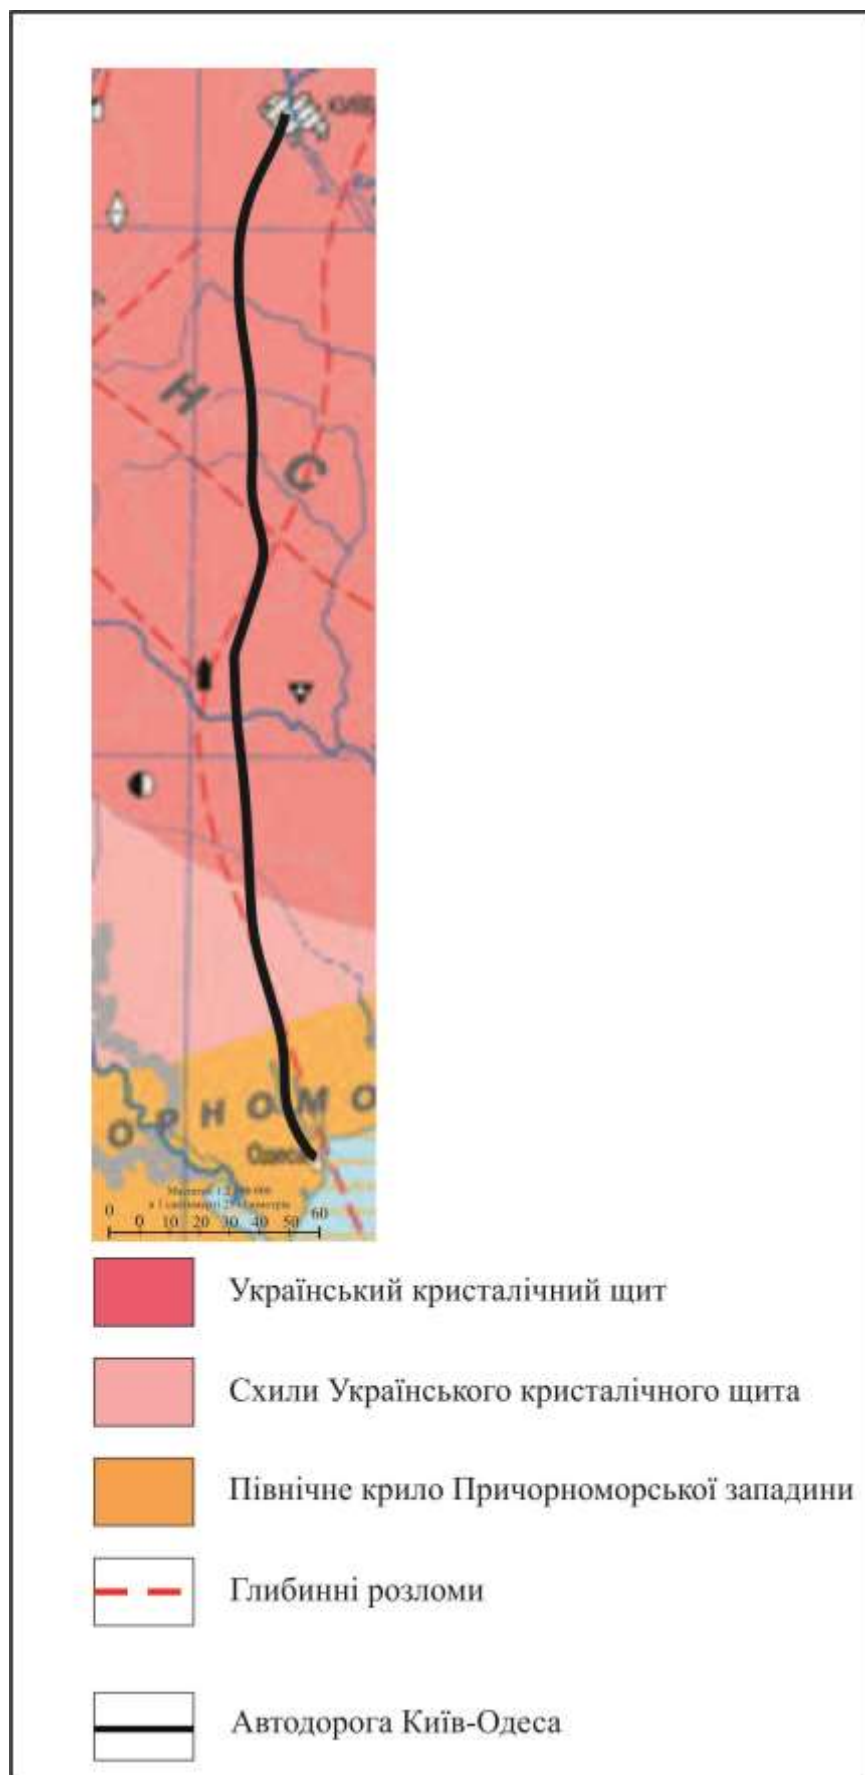 Н
С
О Р Н О М О
Одеса
0 0 10 20 30 40 50 60
Український кристалічний щит
Схили Українського кристалічного щита
Північне крило Причорноморської западини
Глибинні розломи
Автодорога Київ-Одеса